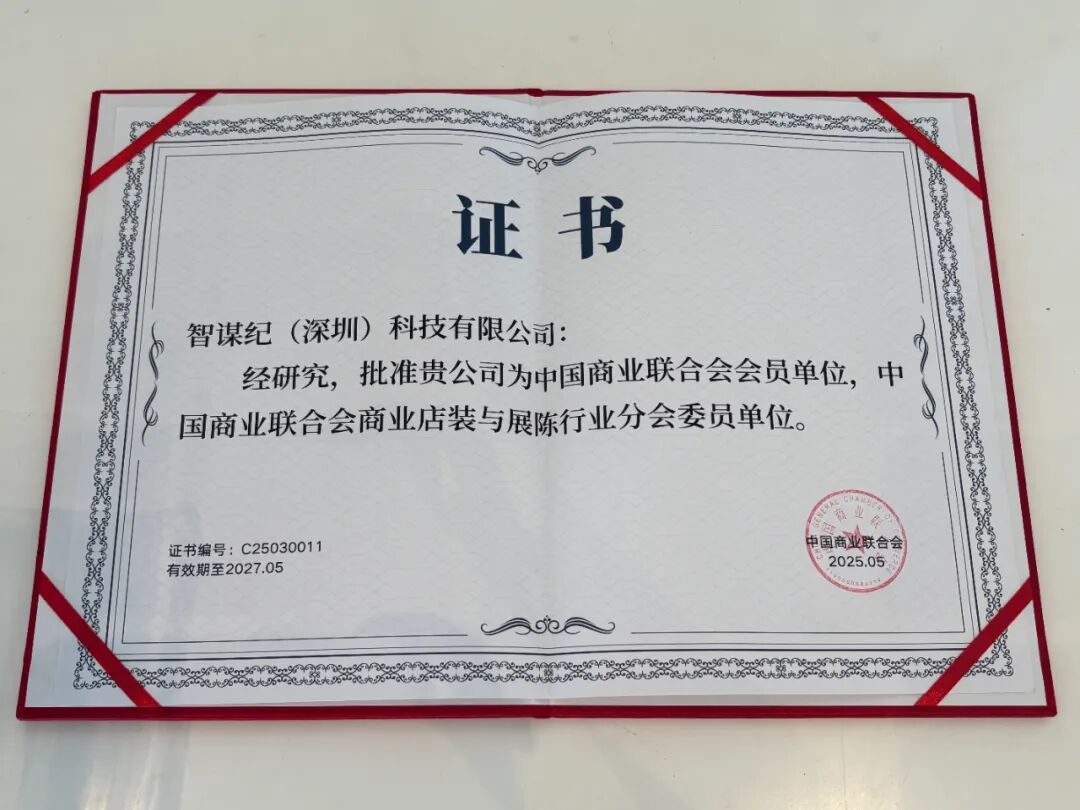 证书
智谋纪（深圳）科技有限公司：
经研究，批准贵公司为中国商业联合会会员单位，中
国商业联合会商业店装与展陈行业分会委员单位。
证书编号：C25030011
有效期至2027.05
中国商业联合会
2025.05
GENERAL CHAMBER OF